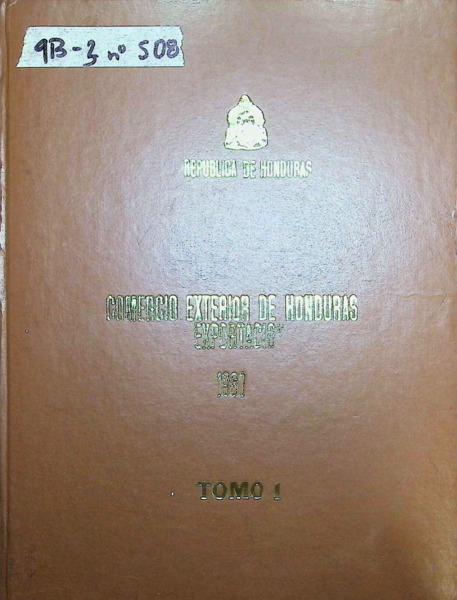 9B-3 nº 508
REPUBLICA DE HONDURAS
COMERCIO EXTERIOR DE HONDURAS
TOMO 1